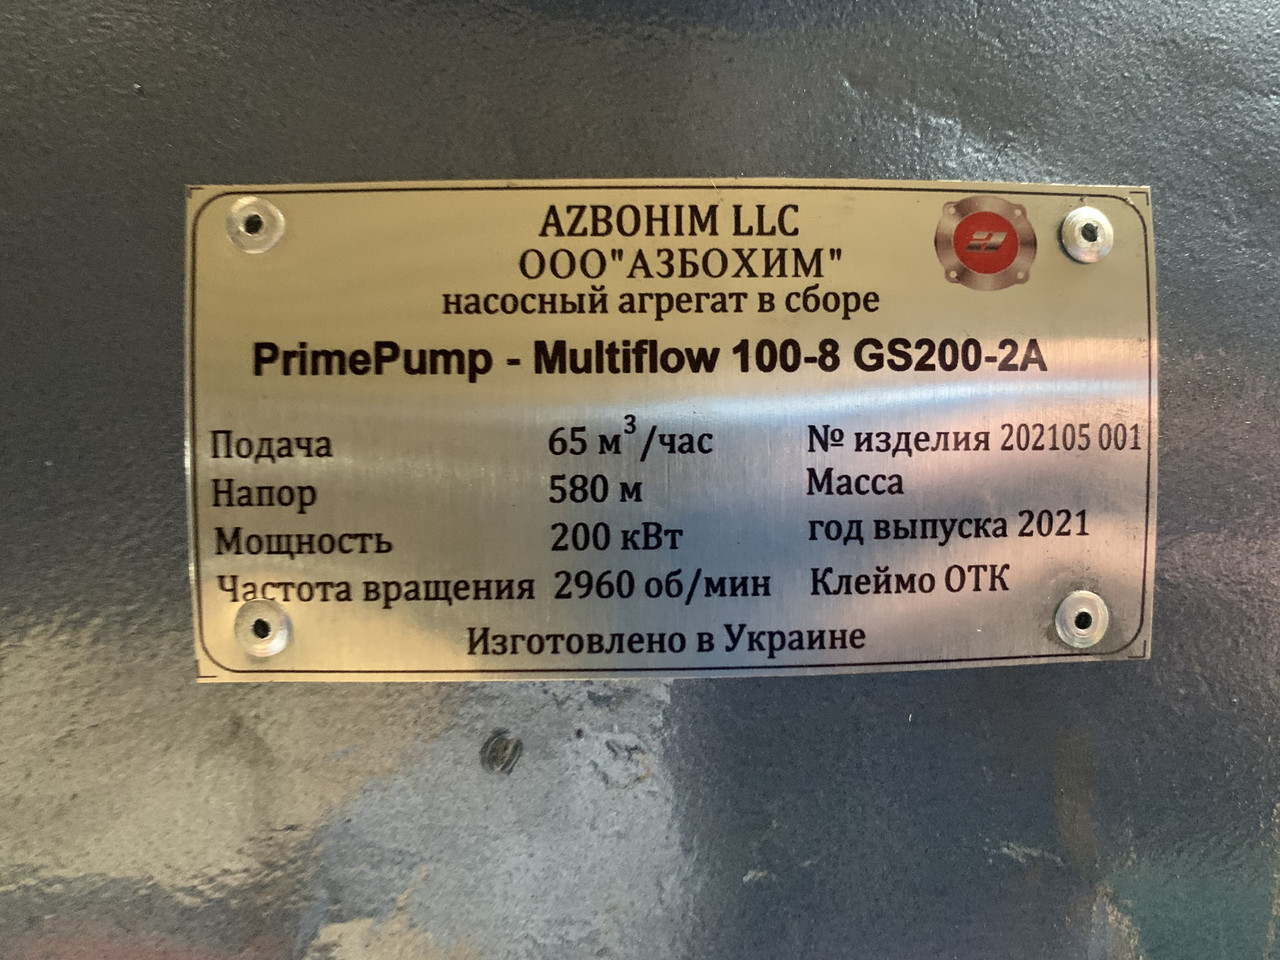 AZBOHIM LLC
ООО"АЗБОХИМ"
насосный агрегат в сборе
PrimePump - Multiflow 100-8 GS200-2A
Подача 65 м³/час
Напор 580 м
Мощность 200 кВт
Частота вращения 2960 об/мин
№ изделия 202105 001
Масса
год выпуска 2021
Клеймо ОТК
Изготовлено в Украине